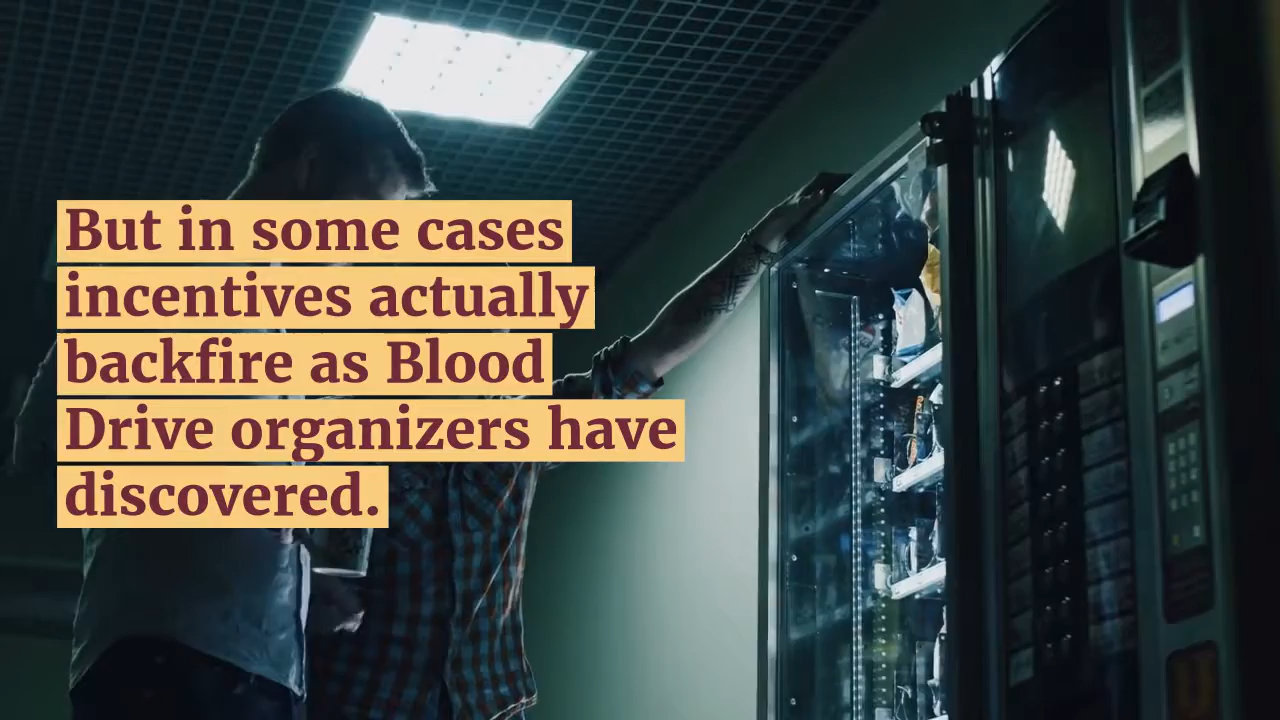 But in some cases
incentives actually
backfire as Blood
Drive organizers have
discovered.